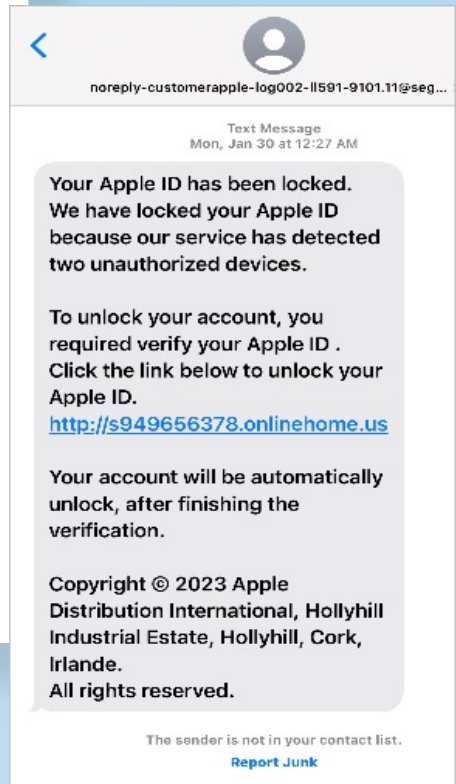 noreply-customerapple-log002-ll591-9101.11@seg...
Text Message
Mon, Jan 30 at 12:27 AM
Your Apple ID has been locked.
We have locked your Apple ID
because our service has detected
two unauthorized devices.
To unlock your account, you
required verify your Apple ID .
Click the link below to unlock your
Apple ID.
http://s949656378.onlinehome.us
Your account will be automatically
unlock, after finishing the
verification.
Copyright © 2023 Apple
Distribution International, Hollyhill
Industrial Estate, Hollyhill, Cork,
Irlande.
All rights reserved.
The sender is not in your contact list.
Report Junk